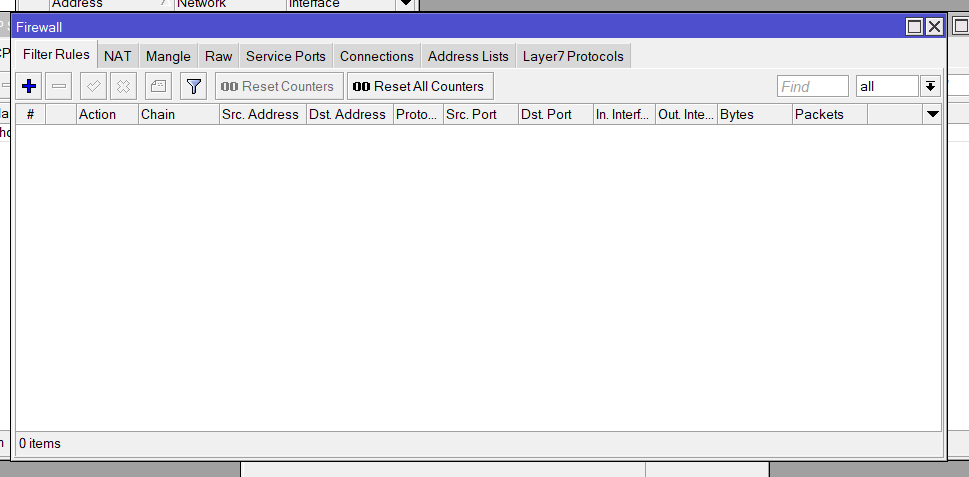 Address Network Interface
Firewall
Filter Rules NAT Mangle Raw Service Ports Connections Address Lists Layer7 Protocols
Reset Counters Reset All Counters Find all
# Action Chain Src. Address Dst. Address Proto... Src. Port Dst. Port In. Interf... Out. Inte... Bytes Packets
0 items